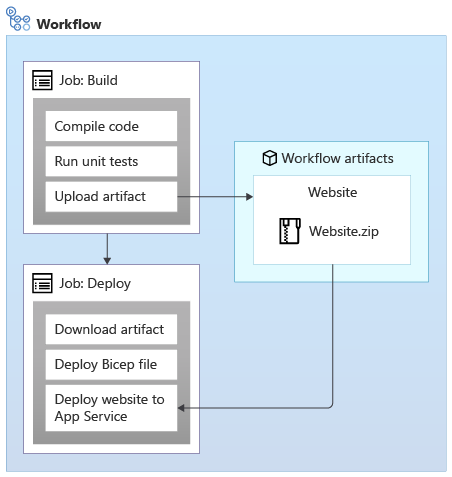 Workflow
Job: Build
Compile code
Run unit tests
Upload artifact
Workflow artifacts
Website
Website.zip
Job: Deploy
Download artifact
Deploy Bicep file
Deploy website to
App Service